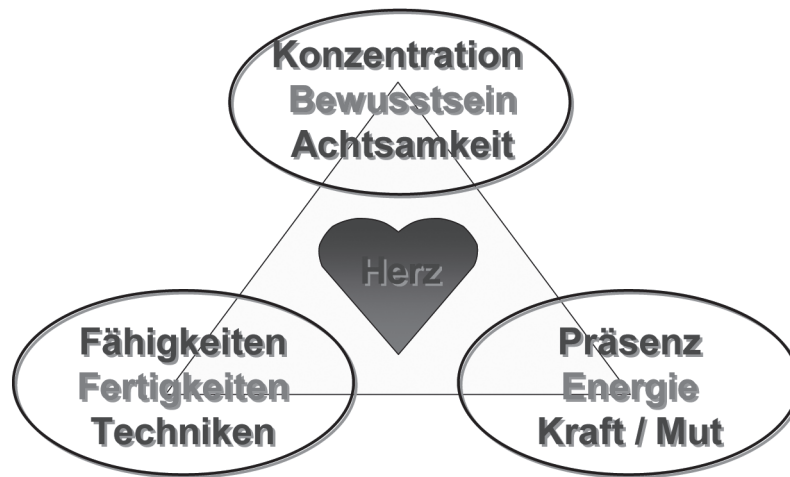 Konzentration
Bewusstsein
Achtsamkeit
Herz
Fähigkeiten
Fertigkeiten
Techniken
Präsenz
Energie
Kraft / Mut